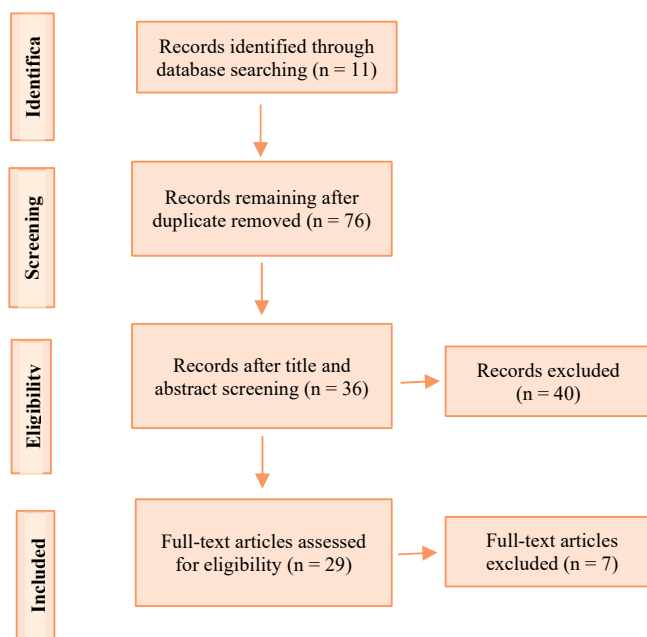 Identifica
Records identified through
database searching (n = 11)
Screening
Records remaining after
duplicate removed (n = 76)
Eligibility
Records after title and
abstract screening (n = 36)
Records excluded
(n = 40)
Included
Full-text articles assessed
for eligibility (n = 29)
Full-text articles
excluded (n = 7)